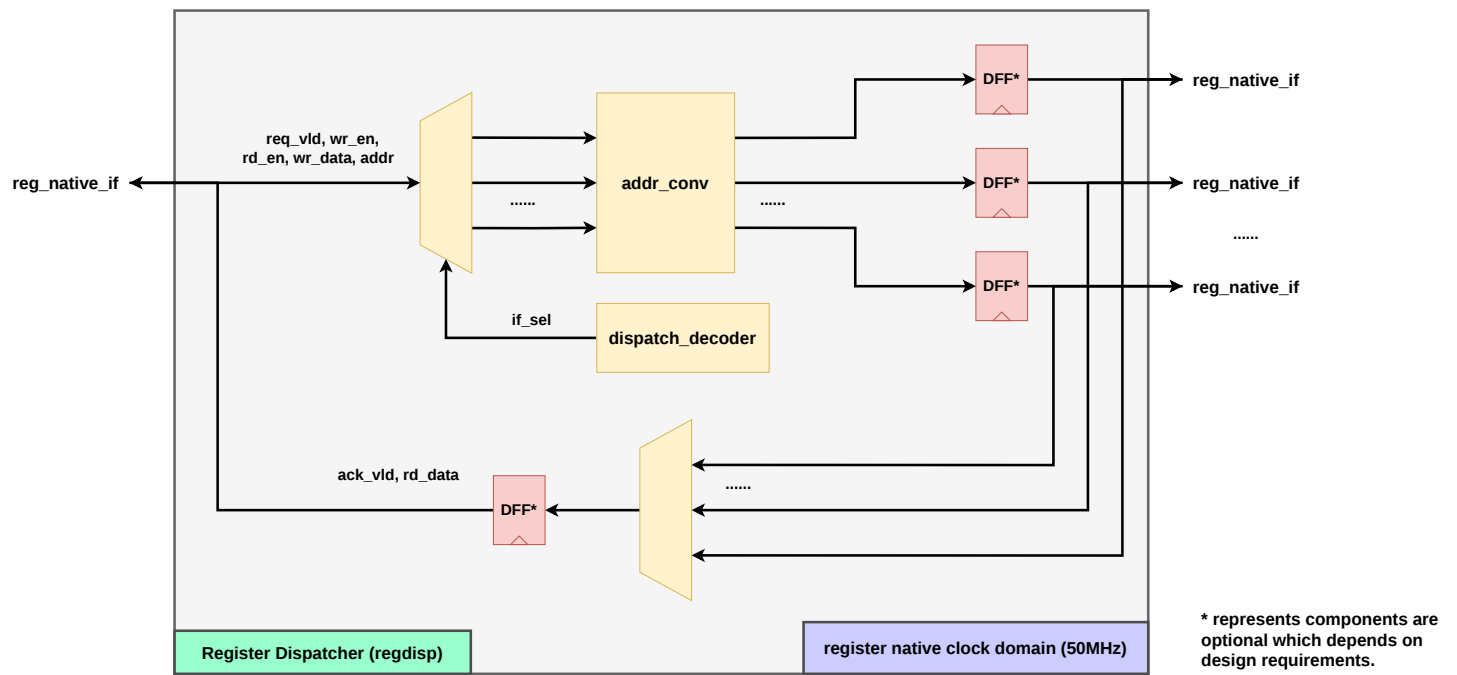 DFF*
reg_native_if
req_vld, wr_en,
rd_en, wr_data, addr
reg_native_if
addr_conv
DFF*
reg_native_if
......
......
......
DFF*
reg_native_if
if_sel
dispatch_decoder
ack_vld, rd_data
......
DFF*
* represents components are
optional which depends on
design requirements.
Register Dispatcher (regdisp)
register native clock domain (50MHz)